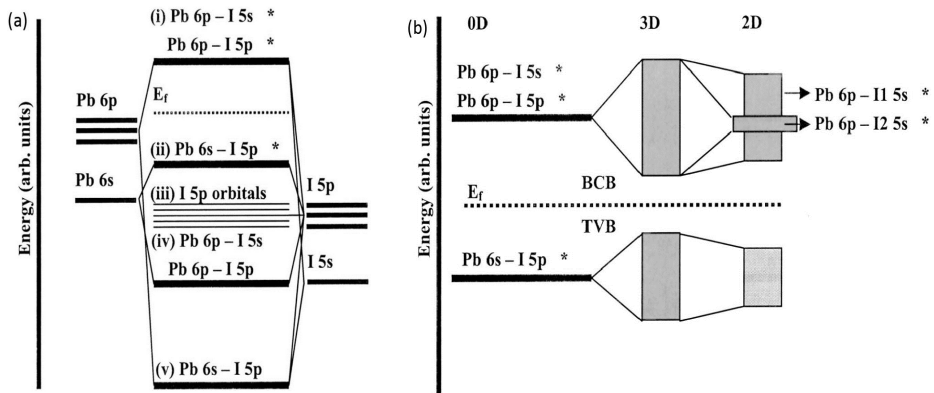 (a)
(i) Pb 6p – I 5s *
Pb 6p – I 5p *
Ef
Pb 6p
(ii) Pb 6s – I 5p *
Pb 6s
(iii) I 5p orbitals
I 5p
(iv) Pb 6p – I 5s
Pb 6p – I 5p
I 5s
(v) Pb 6s – I 5p
Energy (arb. units)
(b)
0D 3D 2D
Pb 6p – I 5s *
Pb 6p – I 5p *
Pb 6p – I1 5s *
Pb 6p – I2 5s *
BCB
Ef
TVB
Pb 6s – I 5p *
Energy (arb. units)